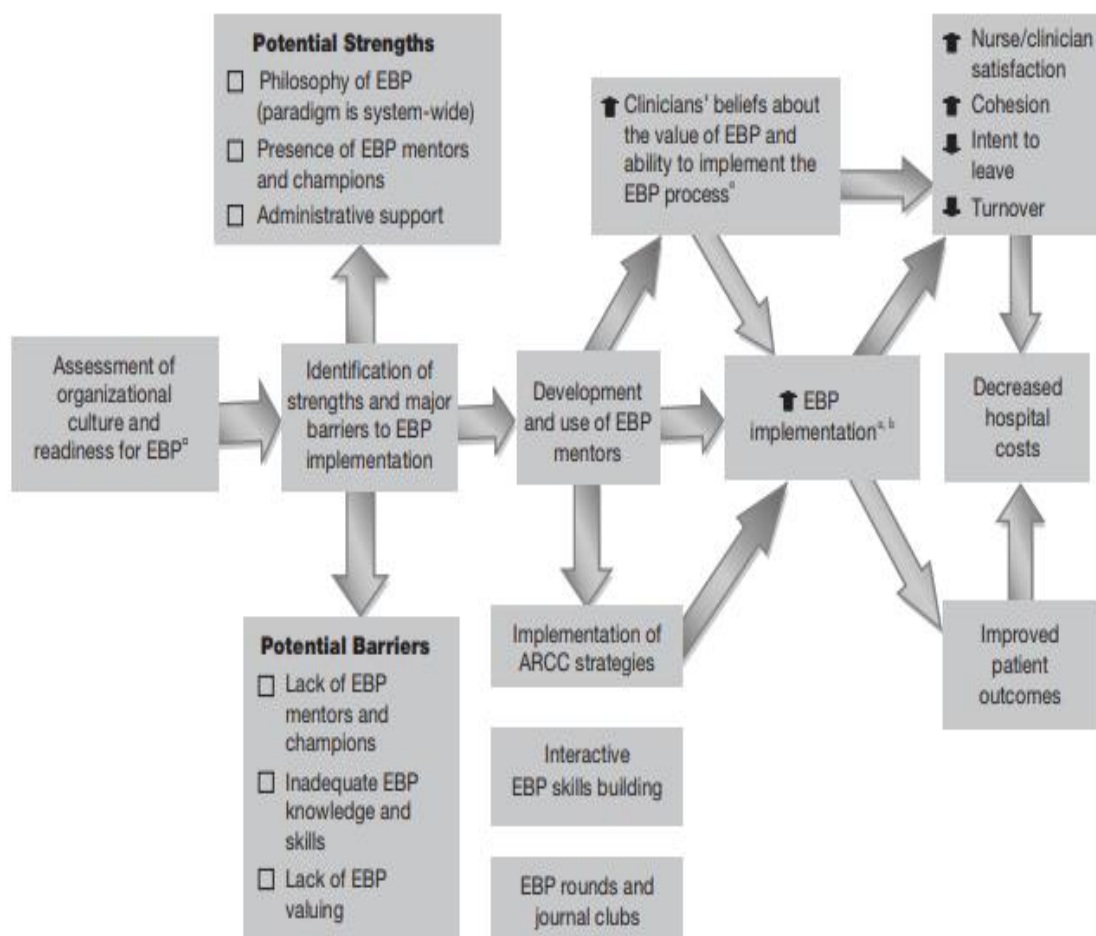 Potential Strengths
☐ Philosophy of EBP
(paradigm is system-wide)
☐ Presence of EBP mentors
and champions
☐ Administrative support
Clinicians' beliefs about
the value of EBP and
ability to implement the
EBP processª
Nurse/clinician
satisfaction
Cohesion
Intent to
leave
Turnover
Assessment of
organizational
culture and
readiness for EBPª
Identification of
strengths and major
barriers to EBP
implementation
Development
and use of EBP
mentors
EBP
implementationª, ᵇ
Decreased
hospital
costs
Potential Barriers
☐ Lack of EBP
mentors and
champions
☐ Inadequate EBP
knowledge and
skills
☐ Lack of EBP
valuing
Implementation of
ARCC strategies
Interactive
EBP skills building
EBP rounds and
journal clubs
Improved
patient
outcomes